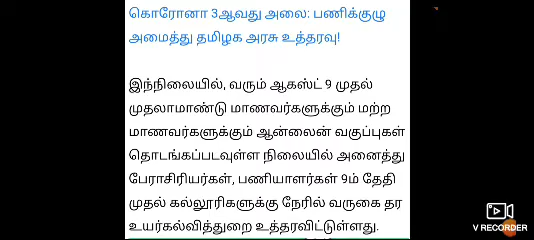 கொரோனா 3ஆவது அலை: பணிக்குழு
அமைத்து தமிழக அரசு உத்தரவு!
இந்நிலையில், வரும் ஆகஸ்ட் 9 முதல்
முதலாமாண்டு மாணவர்களுக்கும் மற்ற
மாணவர்களுக்கும் ஆன்லைன் வகுப்புகள்
தொடங்கப்படவுள்ள நிலையில் அனைத்து
பேராசிரியர்கள், பணியாளர்கள் 9ம் தேதி
முதல் கல்லூரிகளுக்கு நேரில் வருகை தர
உயர்கல்வித்துறை உத்தரவிட்டுள்ளது.
V RECORDER